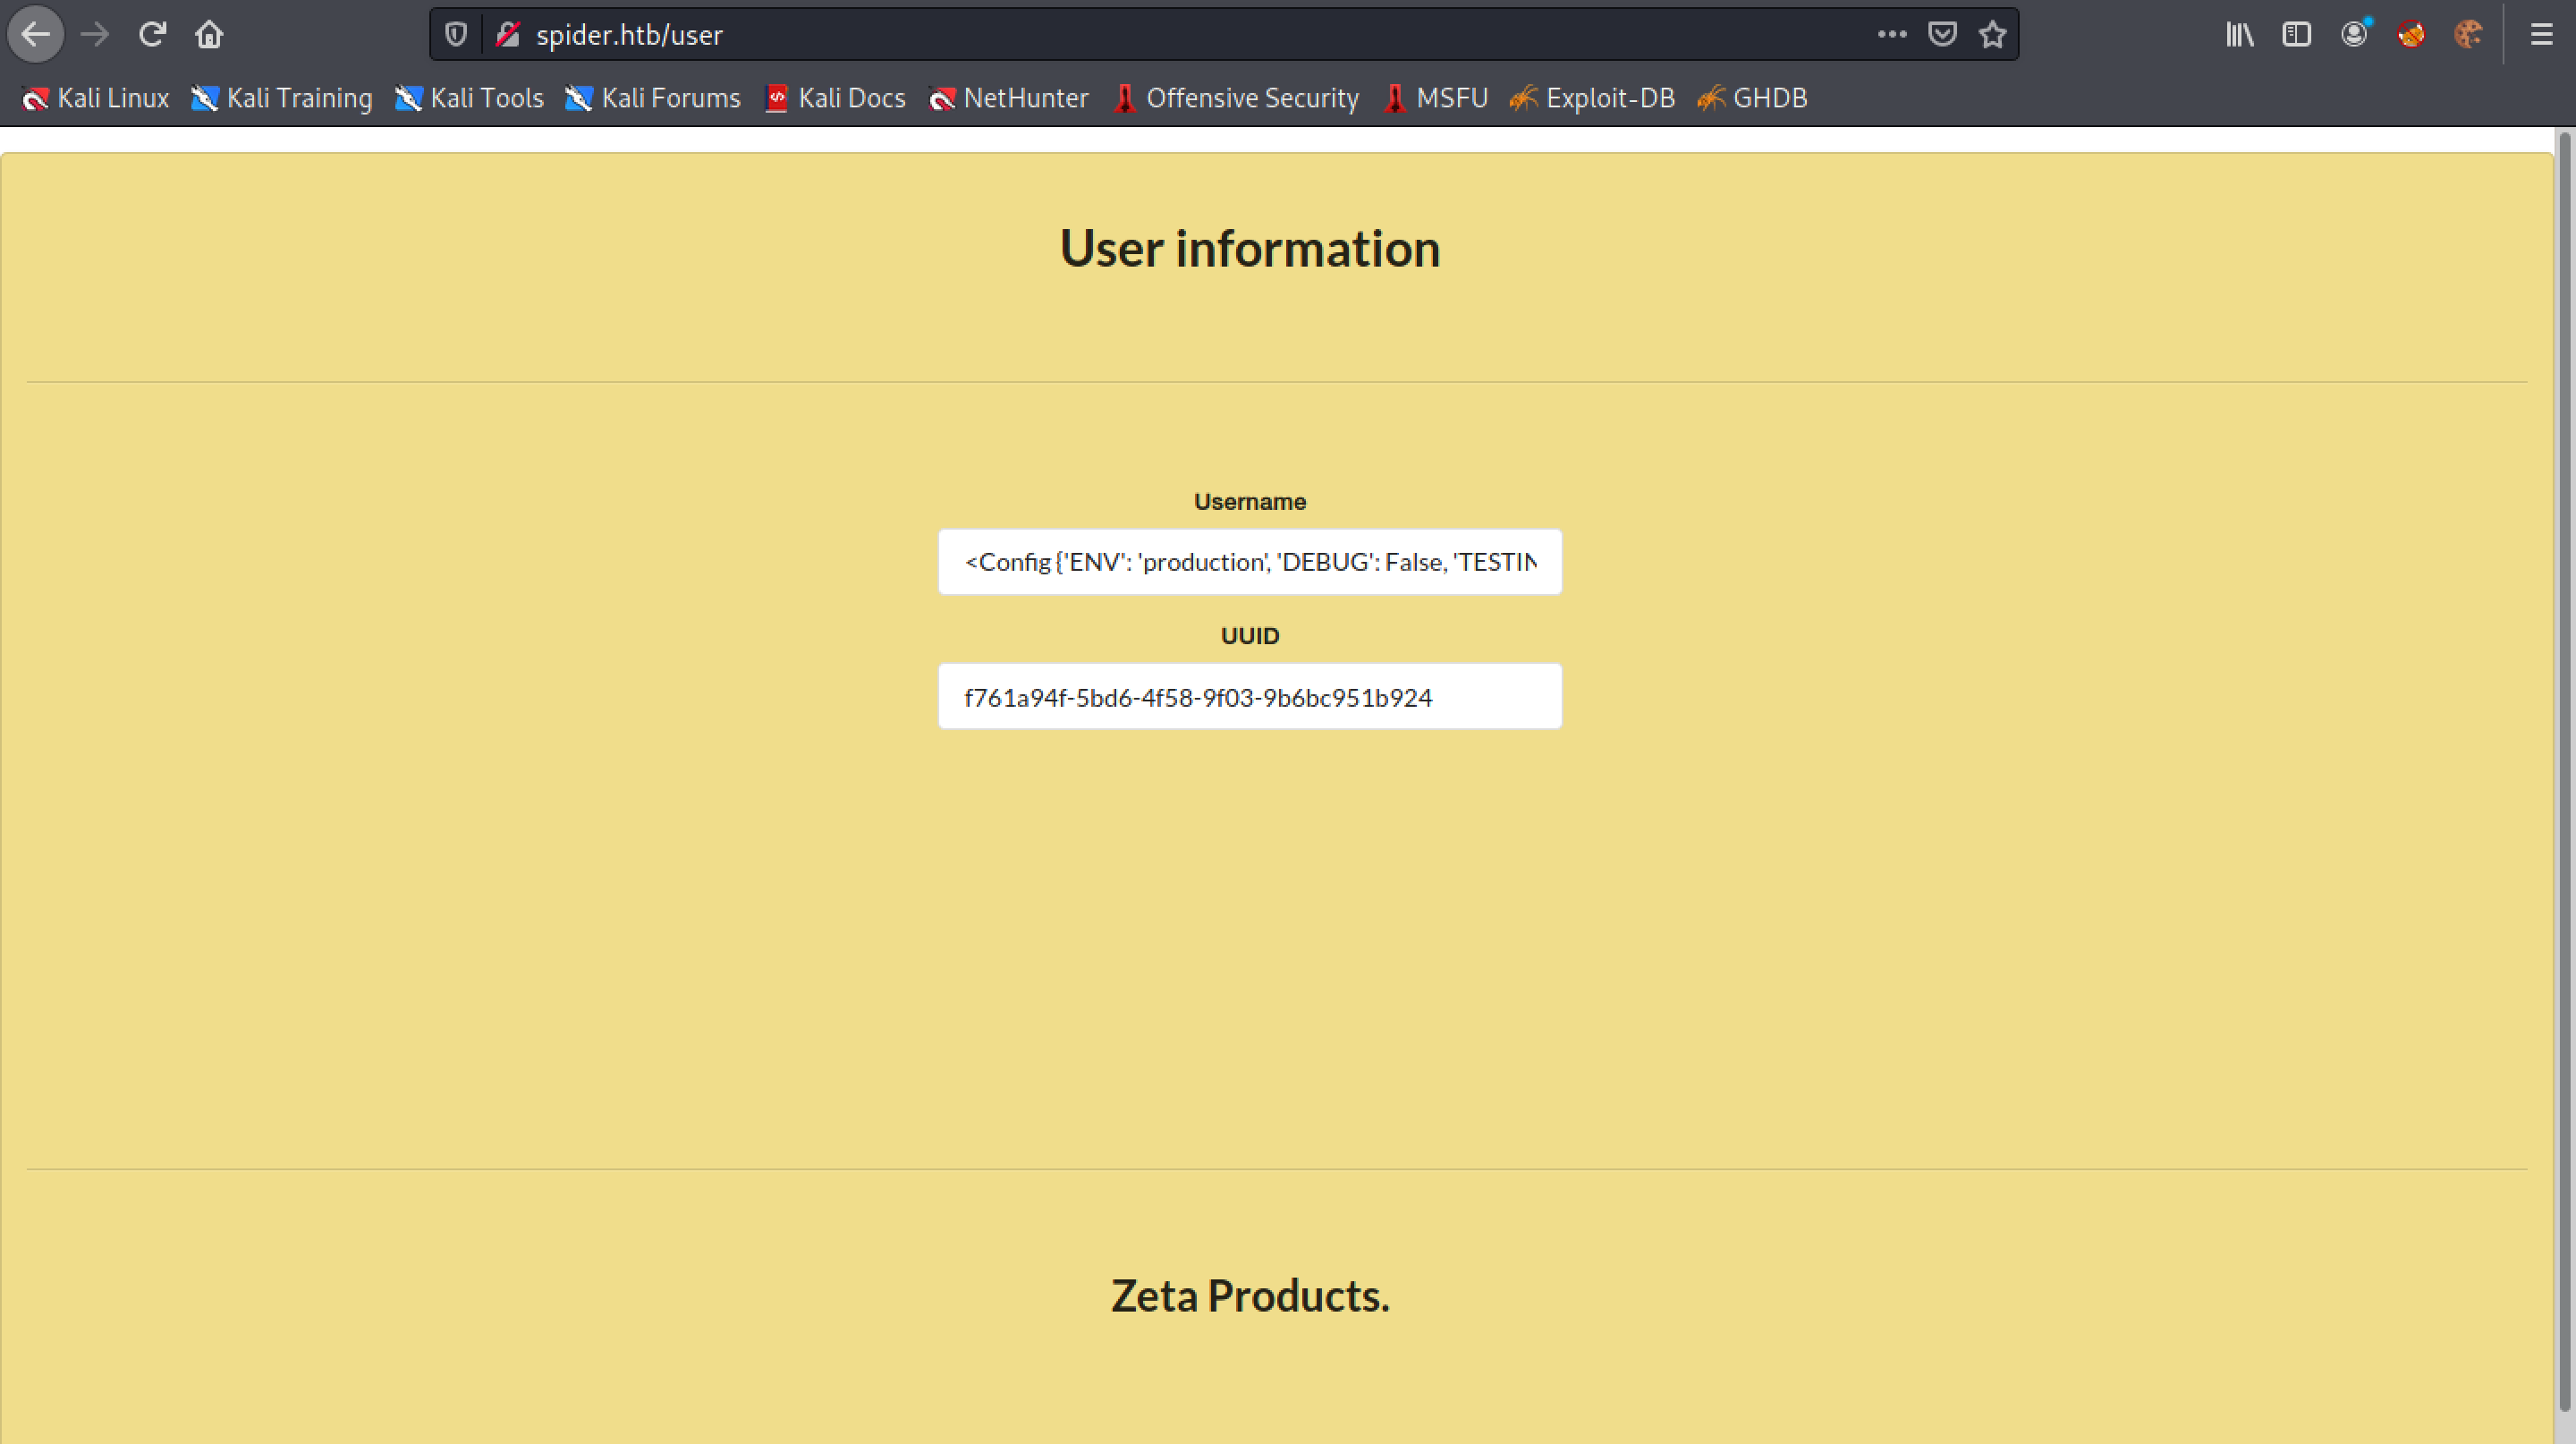 spider.htb/user
Kali Linux Kali Training Kali Tools Kali Forums Kali Docs NetHunter Offensive Security MSFU Exploit-DB GHDB
User information
Username
<Config {'ENV': 'production', 'DEBUG': False, 'TESTIN
UUID
f761a94f-5bd6-4f58-9f03-9b6bc951b924
Zeta Products.